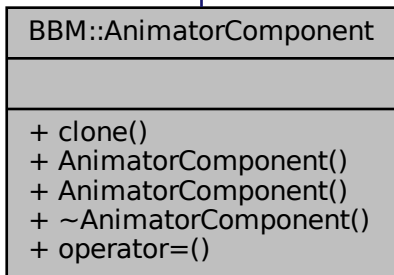 BBM::AnimatorComponent
+ clone()
+ AnimatorComponent()
+ AnimatorComponent()
+ ~AnimatorComponent()
+ operator=()